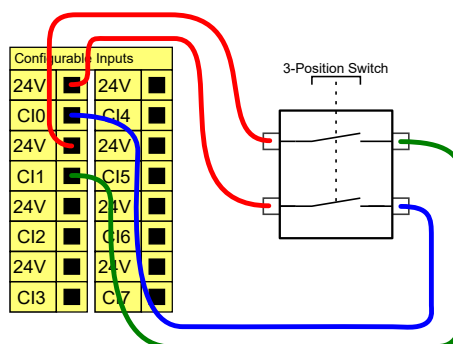 Configurable Inputs
24V 24V
CI0 CI4
24V 24V
CI1 CI5
24V 24V
CI2 CI6
24V 24V
CI3 CI7
3-Position Switch